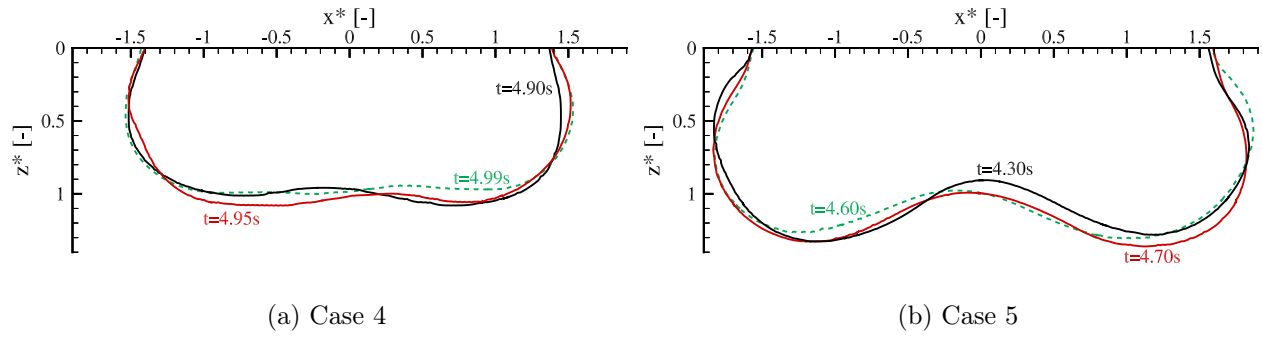 x* [-]
-1.5 -1 -0.5 0 0.5 1 1.5
0
0.5
1
z* [-]
t=4.90s
t=4.99s
t=4.95s
(a) Case 4
x* [-]
-1.5 -1 -0.5 0 0.5 1 1.5
0
0.5
1
z* [-]
t=4.30s
t=4.60s
t=4.70s
(b) Case 5